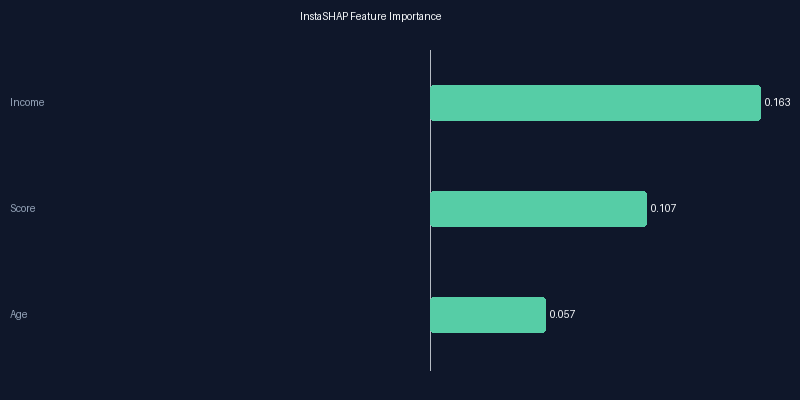 InstaSHAP Feature Importance
Income 0.163
Score 0.107
Age 0.057